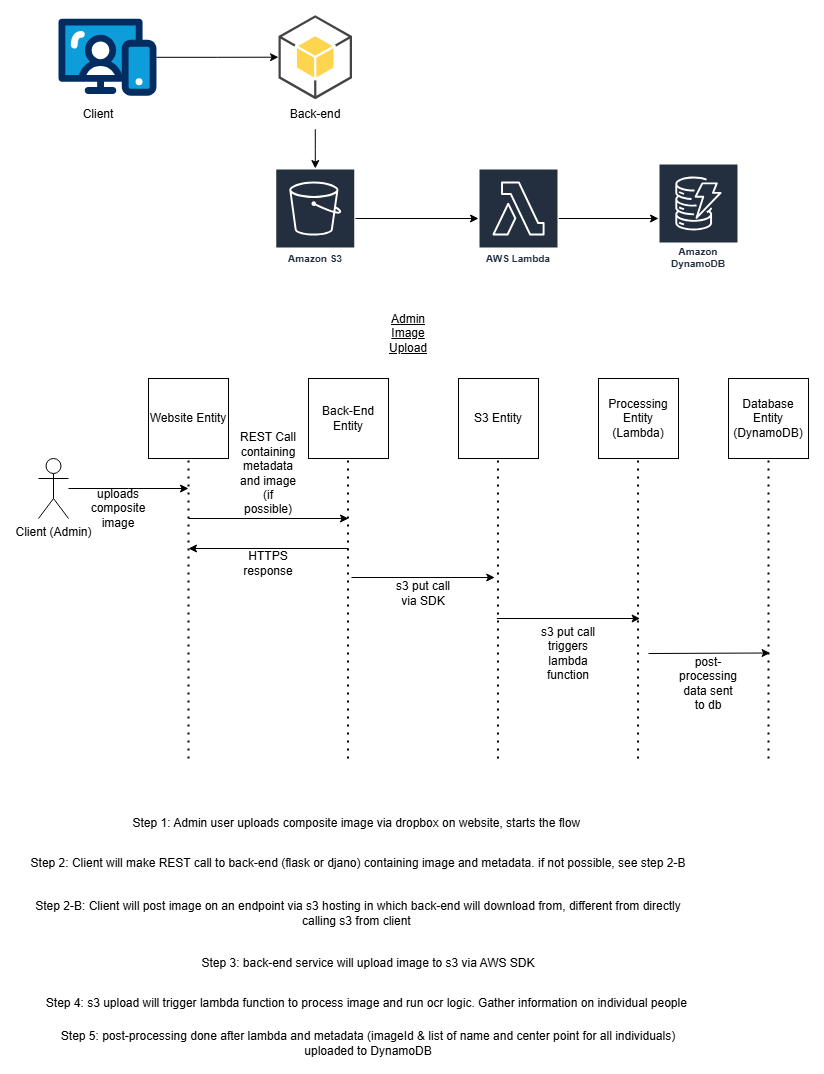 Client
Back-end
Amazon S3
AWS Lambda
Amazon
DynamoDB
Admin
Image
Upload
Website Entity
Back-End
Entity
S3 Entity
Processing
Entity
(Lambda)
Database
Entity
(DynamoDB)
REST Call
containing
metadata
and image
(if
possible)
uploads
composite
image
Client (Admin)
HTTPS
response
s3 put call
via SDK
s3 put call
triggers
lambda
function
post-
processing
data sent
to db
Step 1: Admin user uploads composite image via dropbox on website, starts the flow
Step 2: Client will make REST call to back-end (flask or djano) containing image and metadata. if not possible, see step 2-B
Step 2-B: Client will post image on an endpoint via s3 hosting in which back-end will download from, different from directly
calling s3 from client
Step 3: back-end service will upload image to s3 via AWS SDK
Step 4: s3 upload will trigger lambda function to process image and run ocr logic. Gather information on individual people
Step 5: post-processing done after lambda and metadata (imageId & list of name and center point for all individuals)
uploaded to DynamoDB